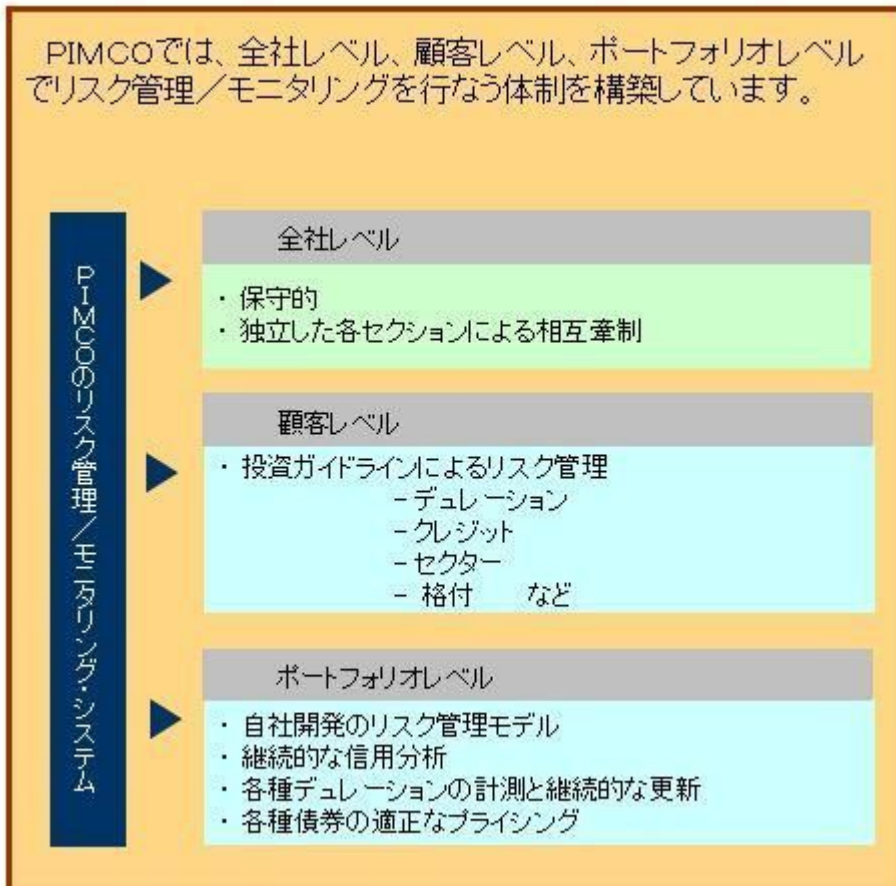 PIMCOでは、全社レベル、顧客レベル、ポートフォリオレベル
でリスク管理／モニタリングを行なう体制を構築しています。
PIMCOのリスク管理／モニタリング・システム
全社レベル
・ 保守的
・ 独立した各セクションによる相互牽制
顧客レベル
・ 投資ガイドラインによるリスク管理
－デュレーション
－クレジット
－セクター
－ 格付　　など
ポートフォリオレベル
・ 自社開発のリスク管理モデル
・ 継続的な信用分析
・ 各種デュレーションの計測と継続的な更新
・ 各種債券の適正なプライシング